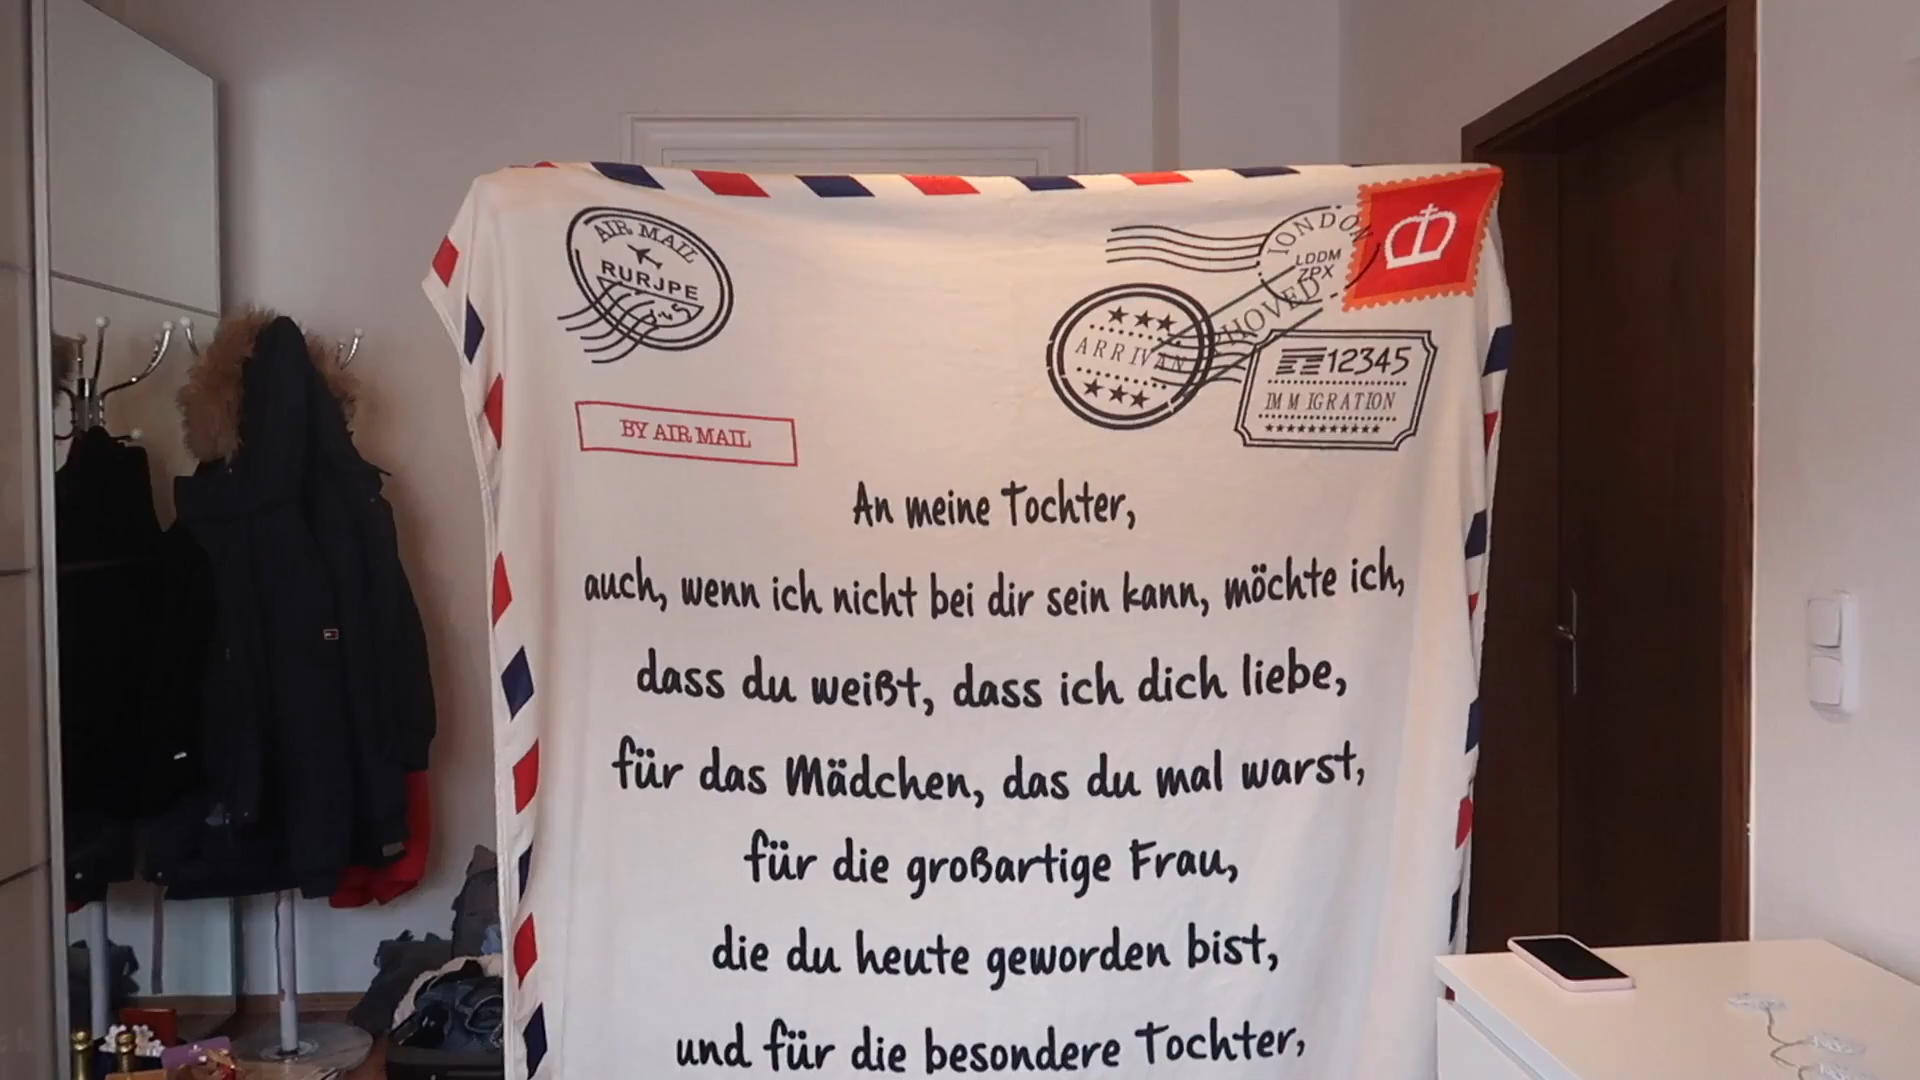 AIR MAIL
RURJPE
LONDON
LDDM
ZPX
ARRIVAN
12345
IMMIGRATION
BY AIR MAIL
An meine Tochter,
auch, wenn ich nicht bei dir sein kann, möchte ich,
dass du weißt, dass ich dich liebe,
für das Mädchen, das du mal warst,
für die großartige Frau,
die du heute geworden bist,
und für die besondere Tochter,